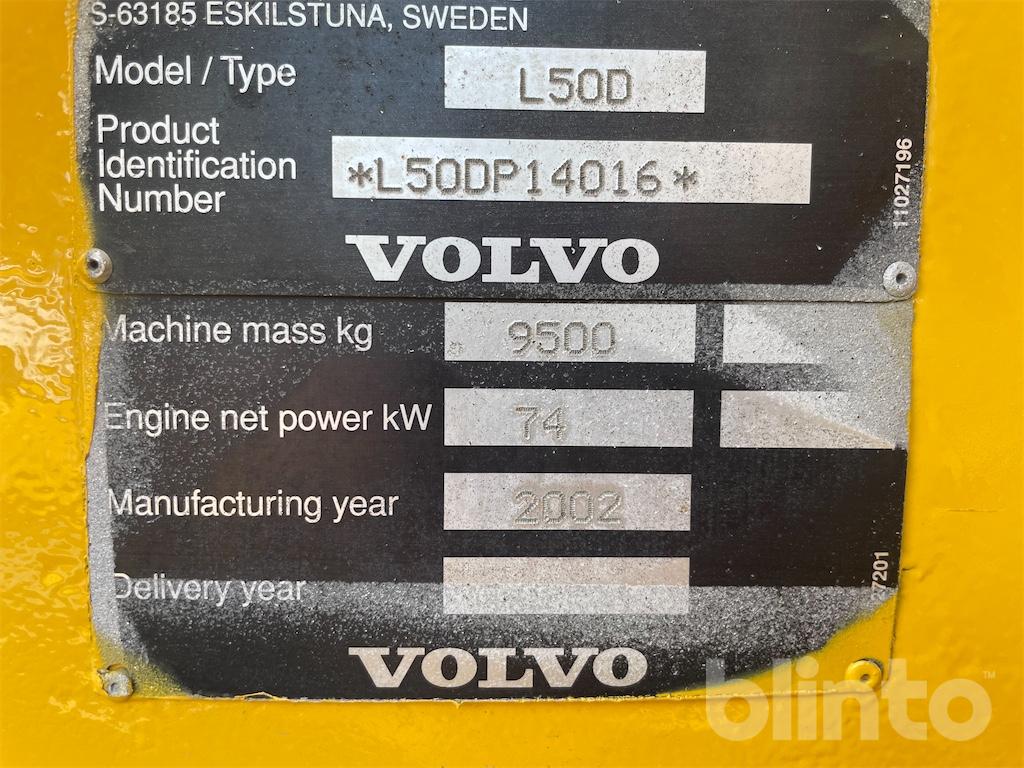 S-63185 ESKILSTUNA, SWEDEN
Model / Type L50D
Product
Identification
Number
*L50DP14016*
11027196
VOLVO
Machine mass kg 9500
Engine net power kW 74
Manufacturing year 2002
Delivery year
27201
VOLVO
blinto™